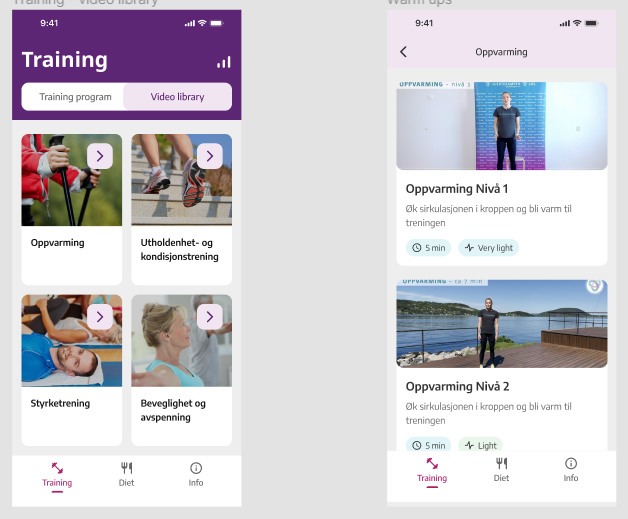 Training - Video library
9:41
Training
Training program
Video library
Oppvarming
Utholdenhet- og
kondisjonstrening
Styrketrening
Beveglighet og
avspenning
Training
Diet
Info
Warm ups
9:41
Oppvarming
OPPVARMING - nivå 1
Oppvarming Nivå 1
Øk sirkulasjonen i kroppen og bli varm til
treningen
5 min
Very light
OPPVARMING - ca 7 min
Oppvarming Nivå 2
Øk sirkulasjonen i kroppen og bli varm til
treningen
5 min
Light
Training
Diet
Info